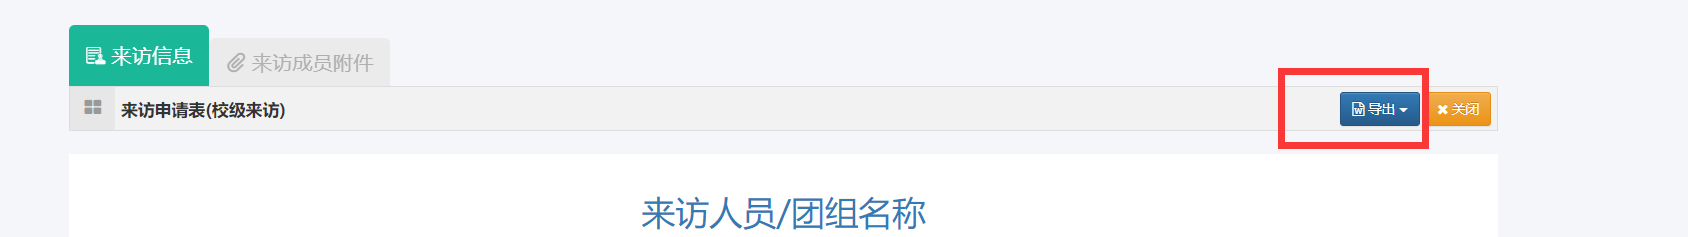 来访信息
来访成员附件
来访申请表(校级来访)
导出
关闭
来访人员/团组名称